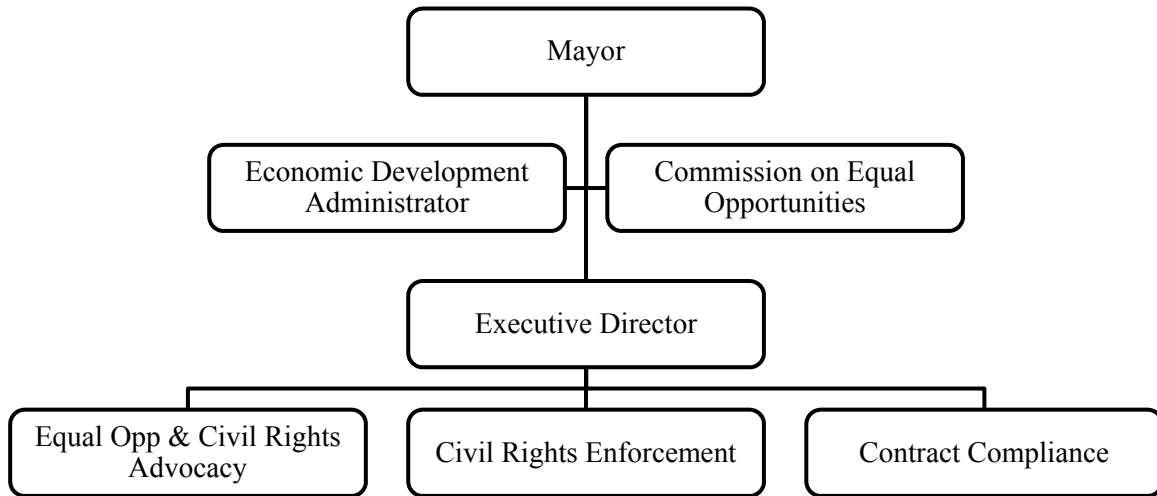 Mayor
Economic Development
Administrator
Commission on Equal
Opportunities
Executive Director
Equal Opp & Civil Rights
Advocacy
Civil Rights Enforcement
Contract Compliance